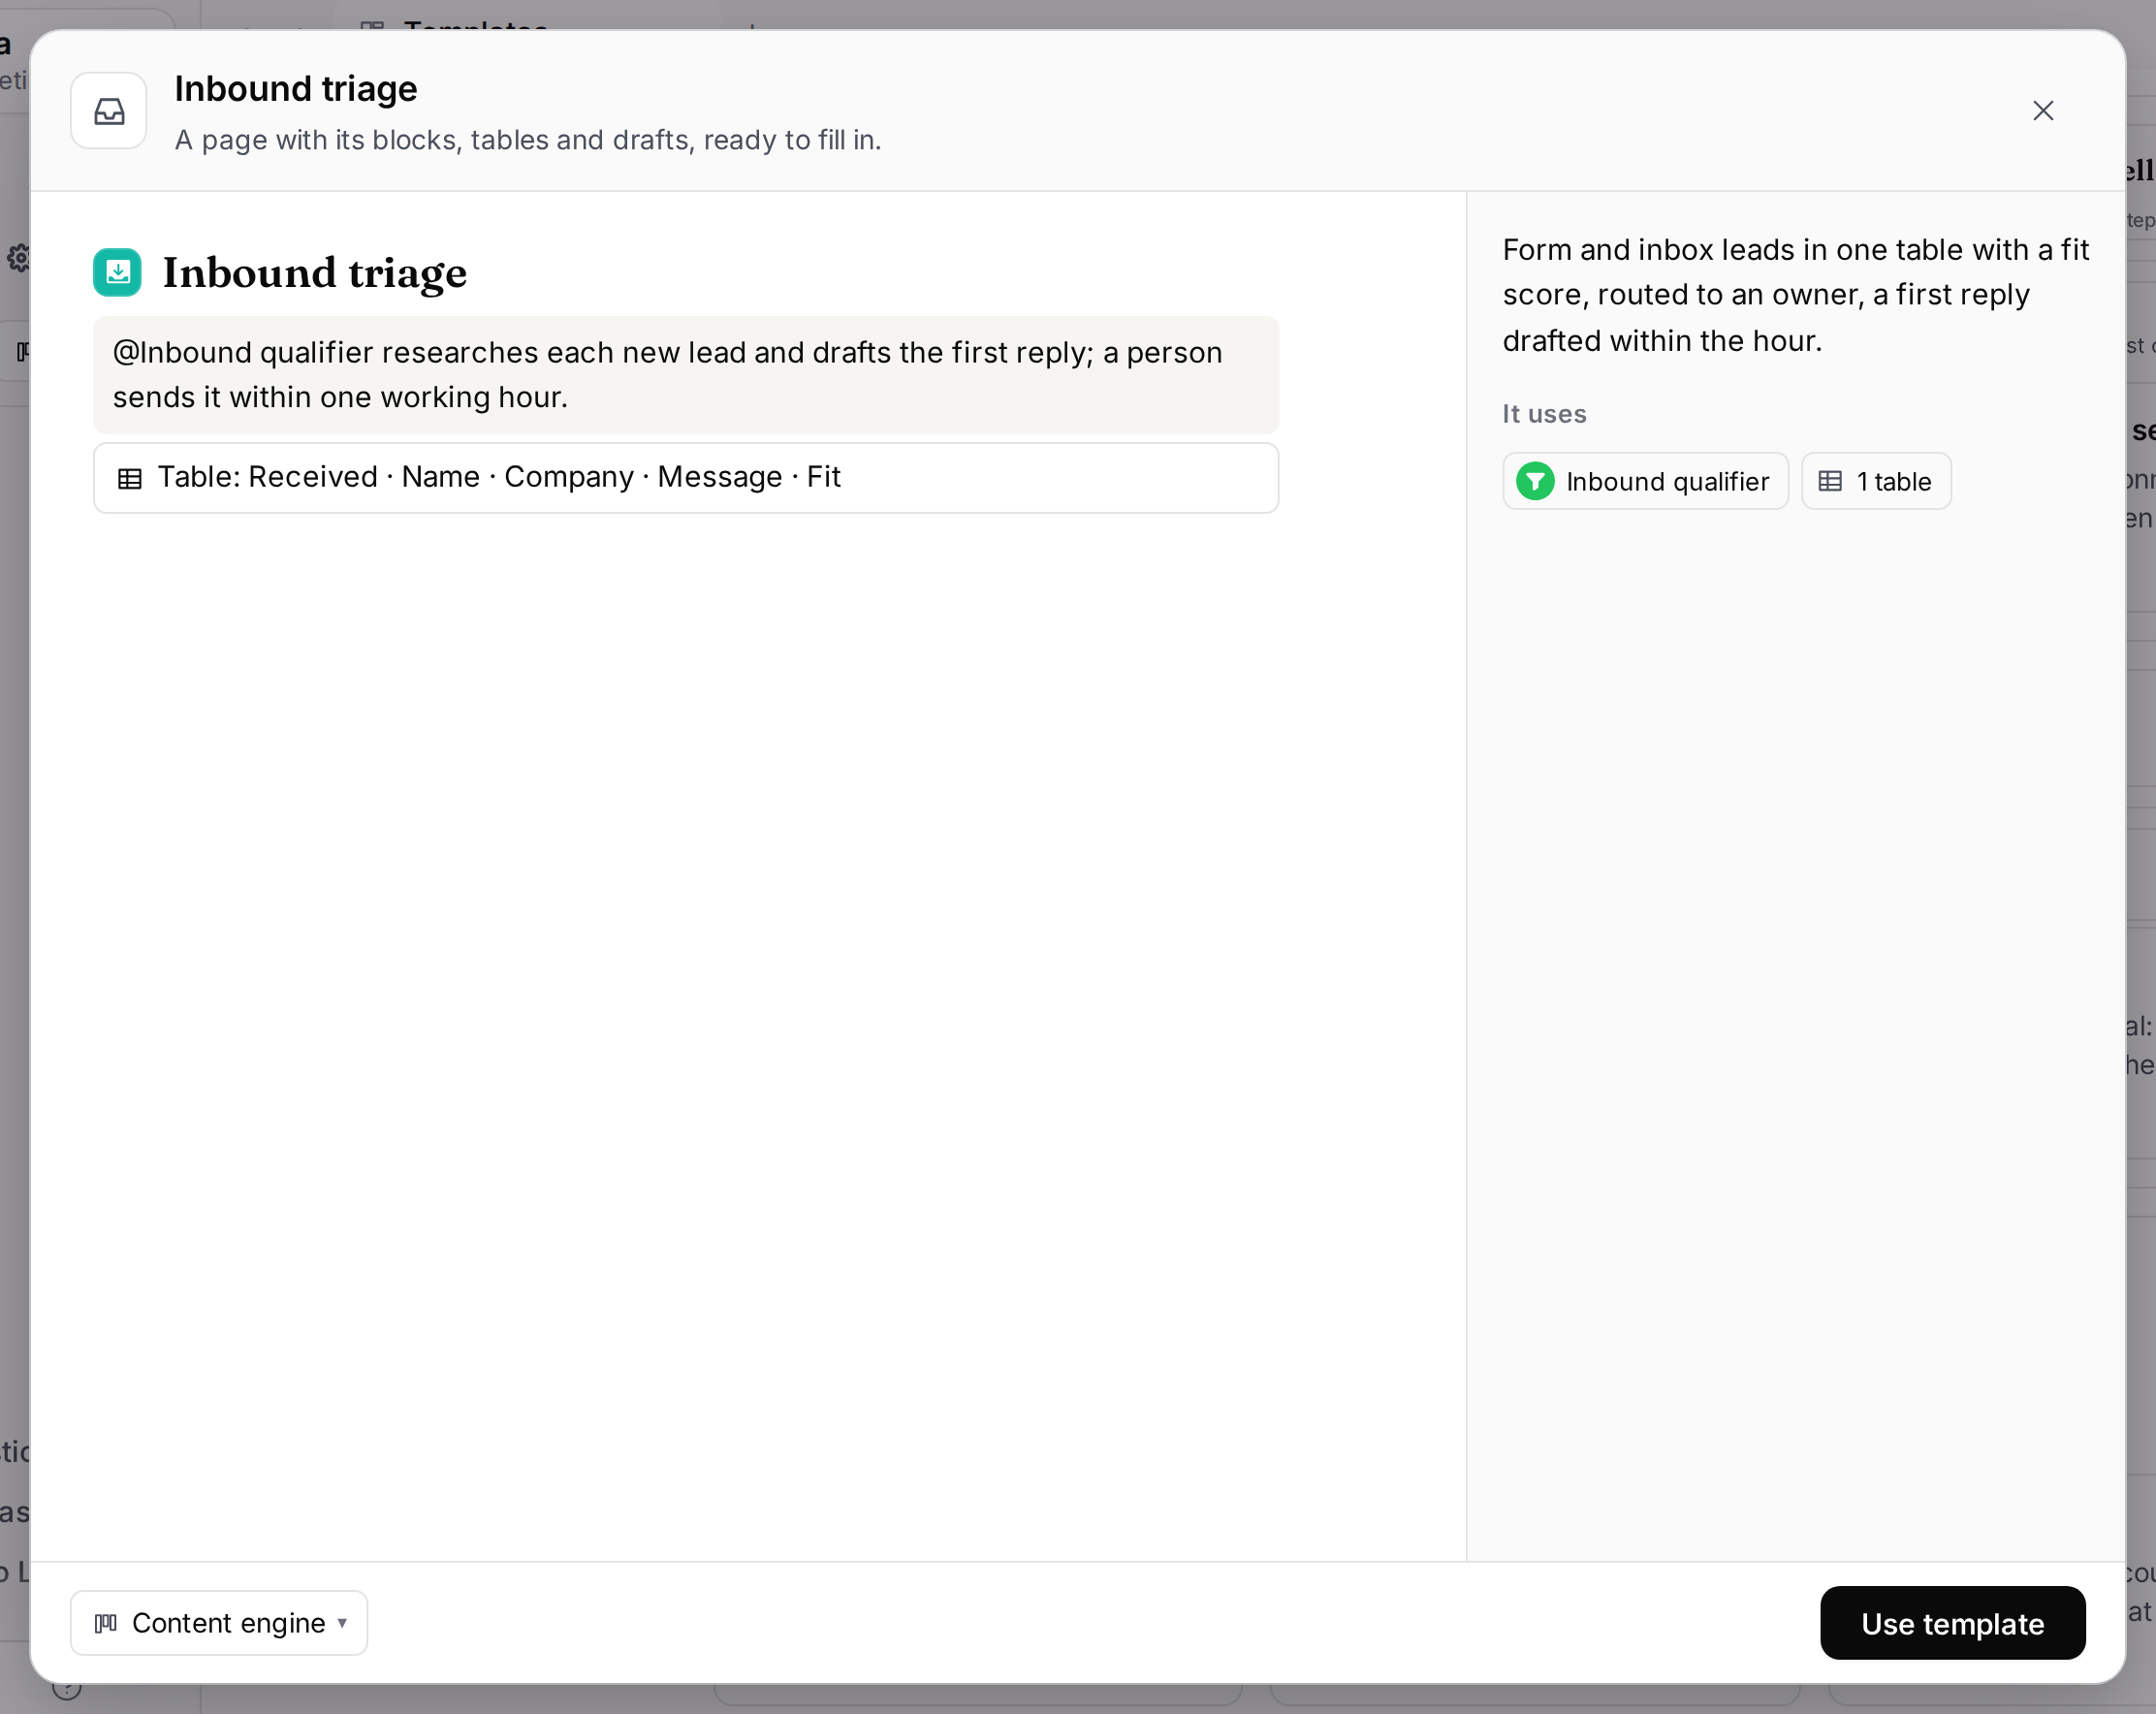 Inbound triage
A page with its blocks, tables and drafts, ready to fill in.
Inbound triage
@Inbound qualifier researches each new lead and drafts the first reply; a person
sends it within one working hour.
Table: Received · Name · Company · Message · Fit
Form and inbox leads in one table with a fit
score, routed to an owner, a first reply
drafted within the hour.
It uses
Inbound qualifier
1 table
Content engine
Use template